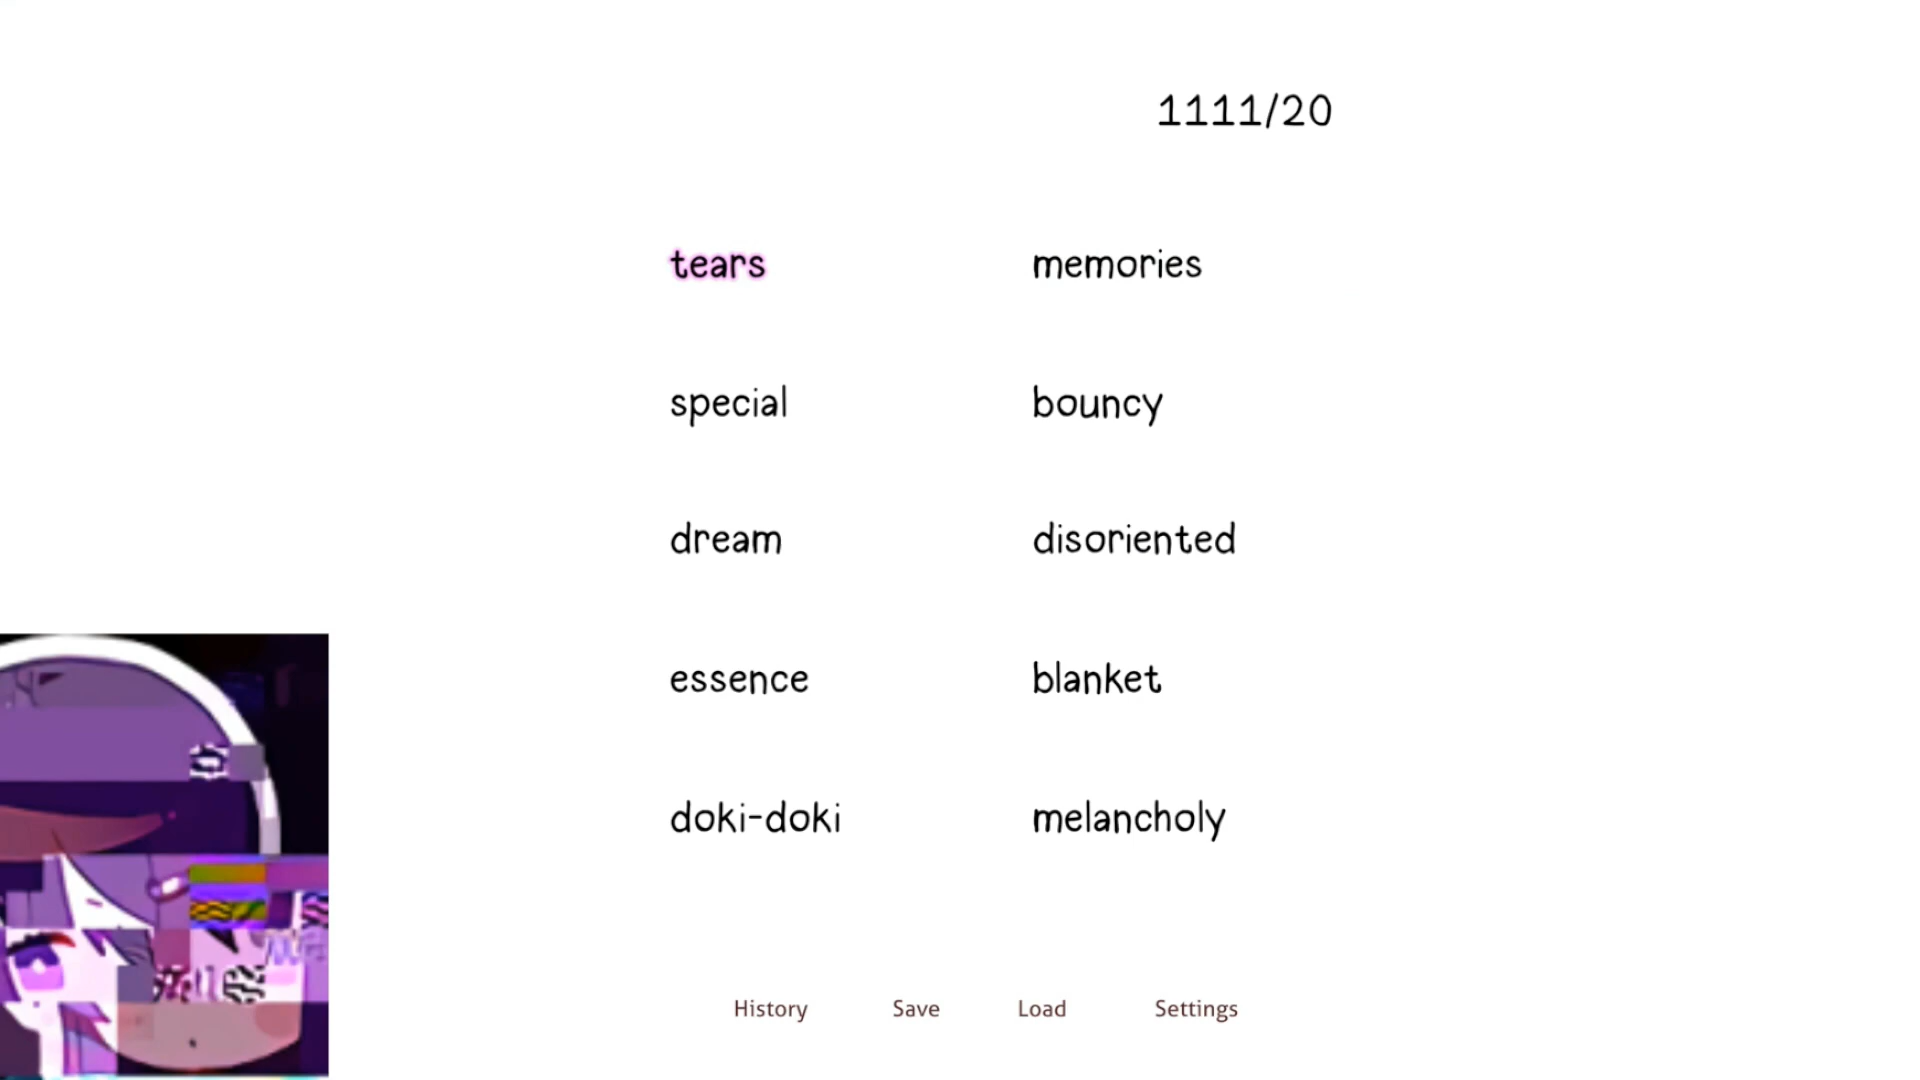 1111/20
tears memories
special bouncy
dream disoriented
essence blanket
doki-doki melancholy
History Save Load Settings